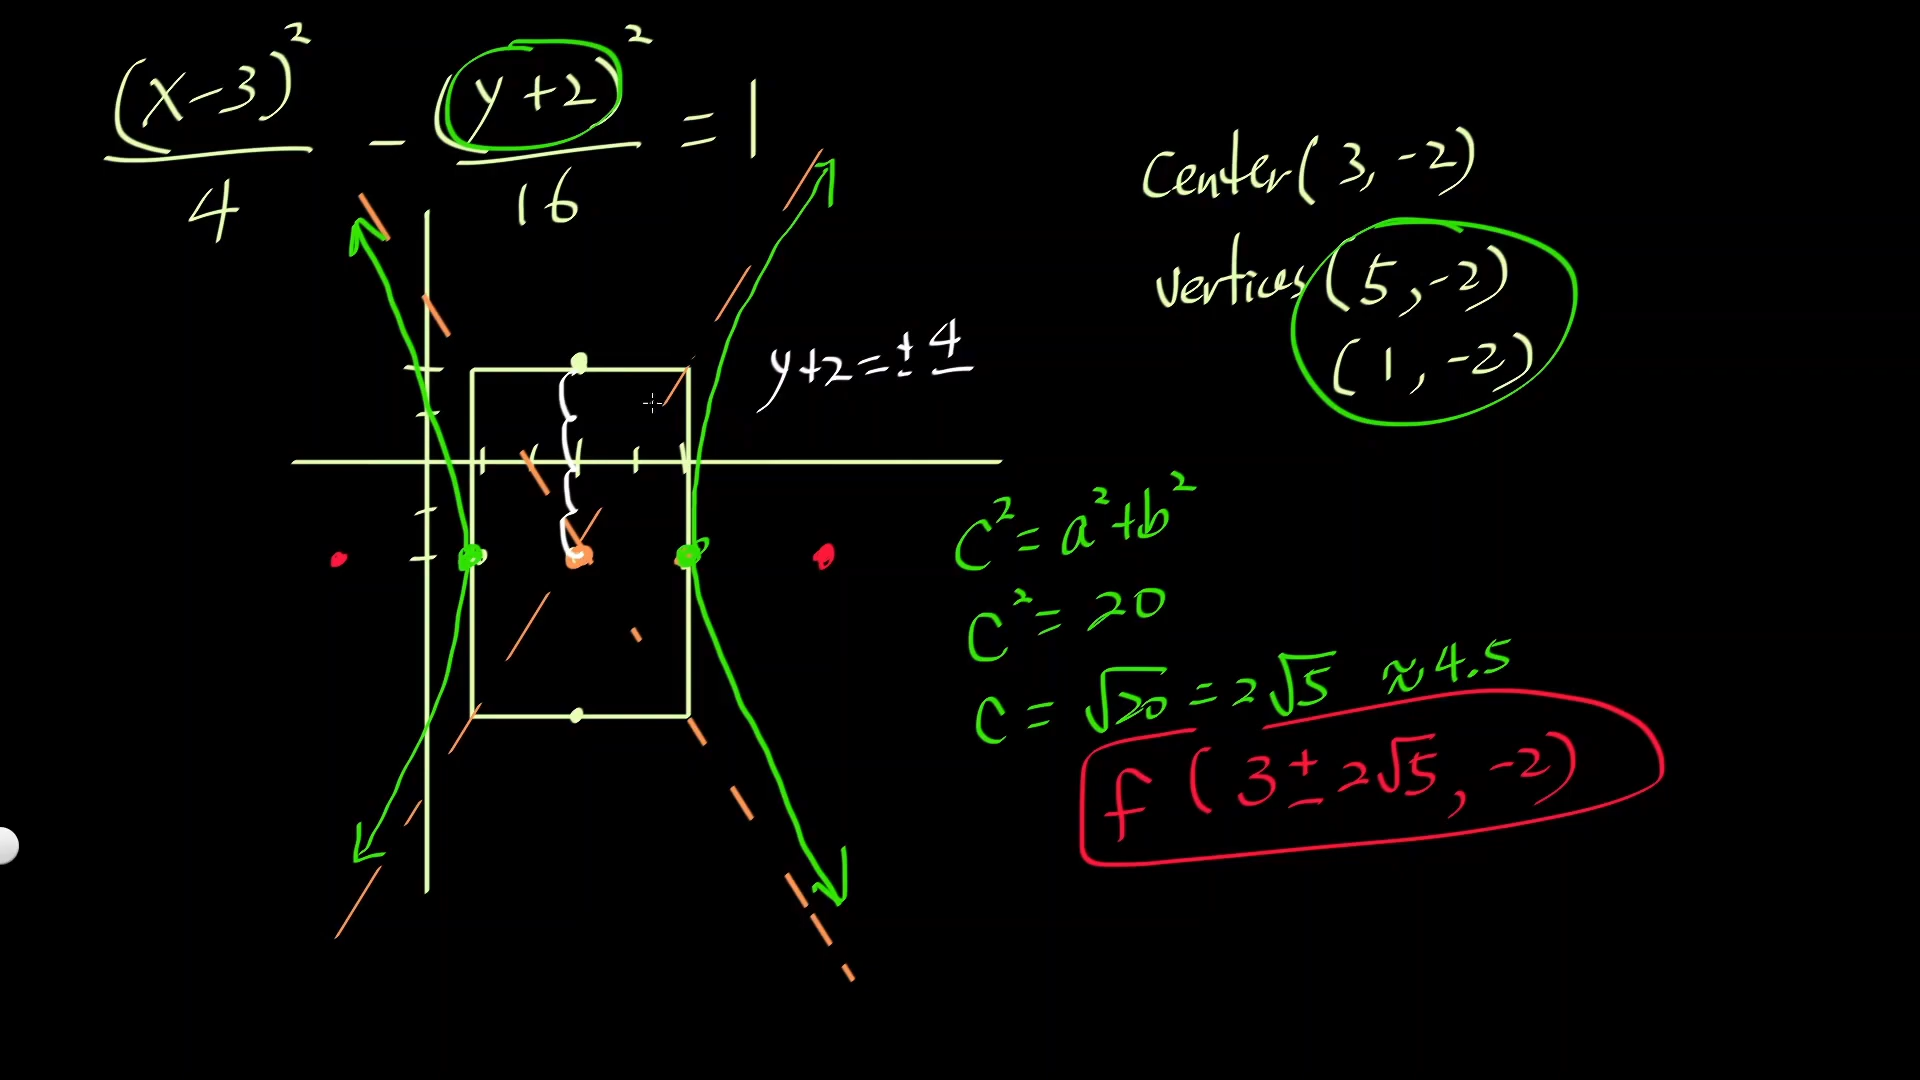 (x-3)²/4 - (y+2)²/16 = 1
Center (3, -2)
Vertices (5, -2)
(1, -2)
y+2 = ± 4
C² = a² + b²
C² = 20
C = √20 = 2√5 ≈ 4.5
f (3 ± 2√5, -2)